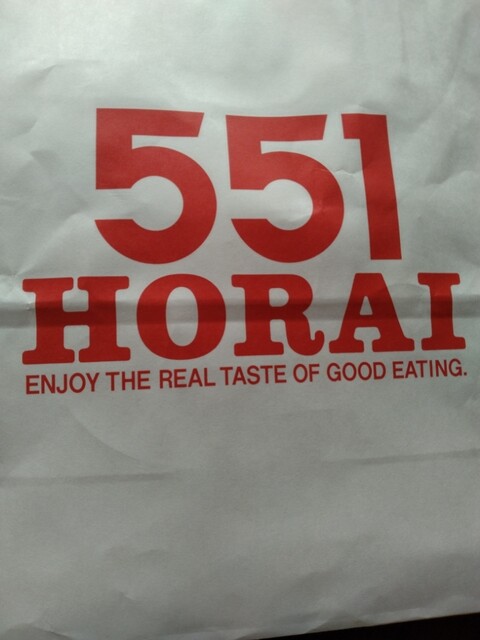 551
HORAI
ENJOY THE REAL TASTE OF GOOD EATING.